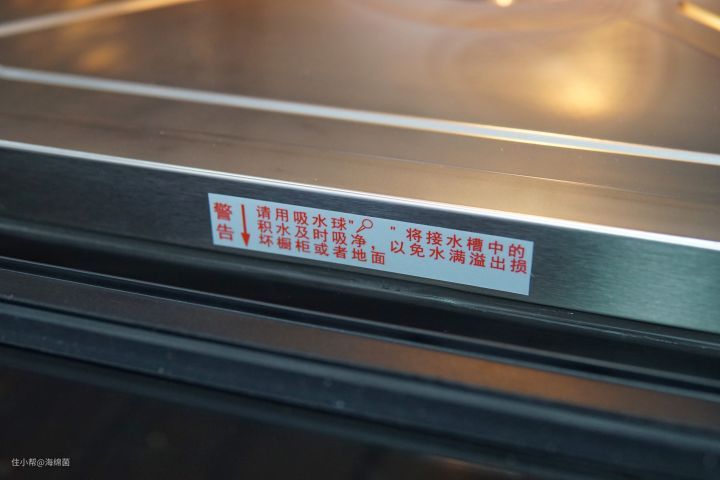 警告
请用吸水球" "将接水槽中的
积水及时吸净，以免水满溢出损
坏橱柜或者地面
住小帮@海绵菌